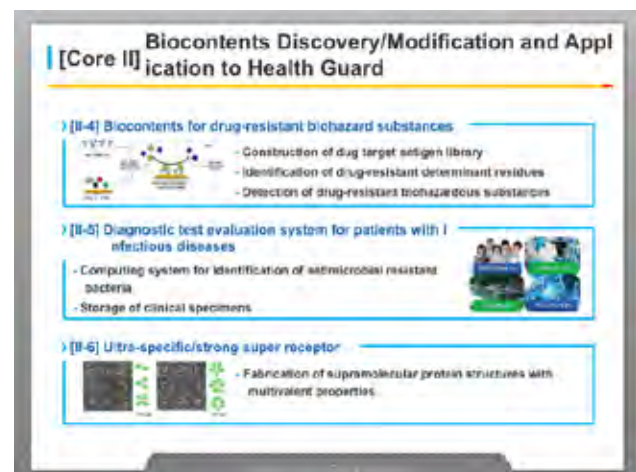 Biocontents Discovery/Modification and Appl
[Core II] ication to Health Guard
[II-4] Biocontents for drug-resistant biohazard substances
- Construction of dug target antigen library
- Identification of drug-resistant determinant residues
- Detection of drug-resistant biohazardous substances
[II-5] Diagnostic test evaluation system for patients with i
nfectious diseases
- Computing system for identification of antimicrobial resistant
bacteria
- Storage of clinical specimens
[II-6] Ultra-specific/strong super receptor
- Fabrication of supramolecular protein structures with
multivalent properties